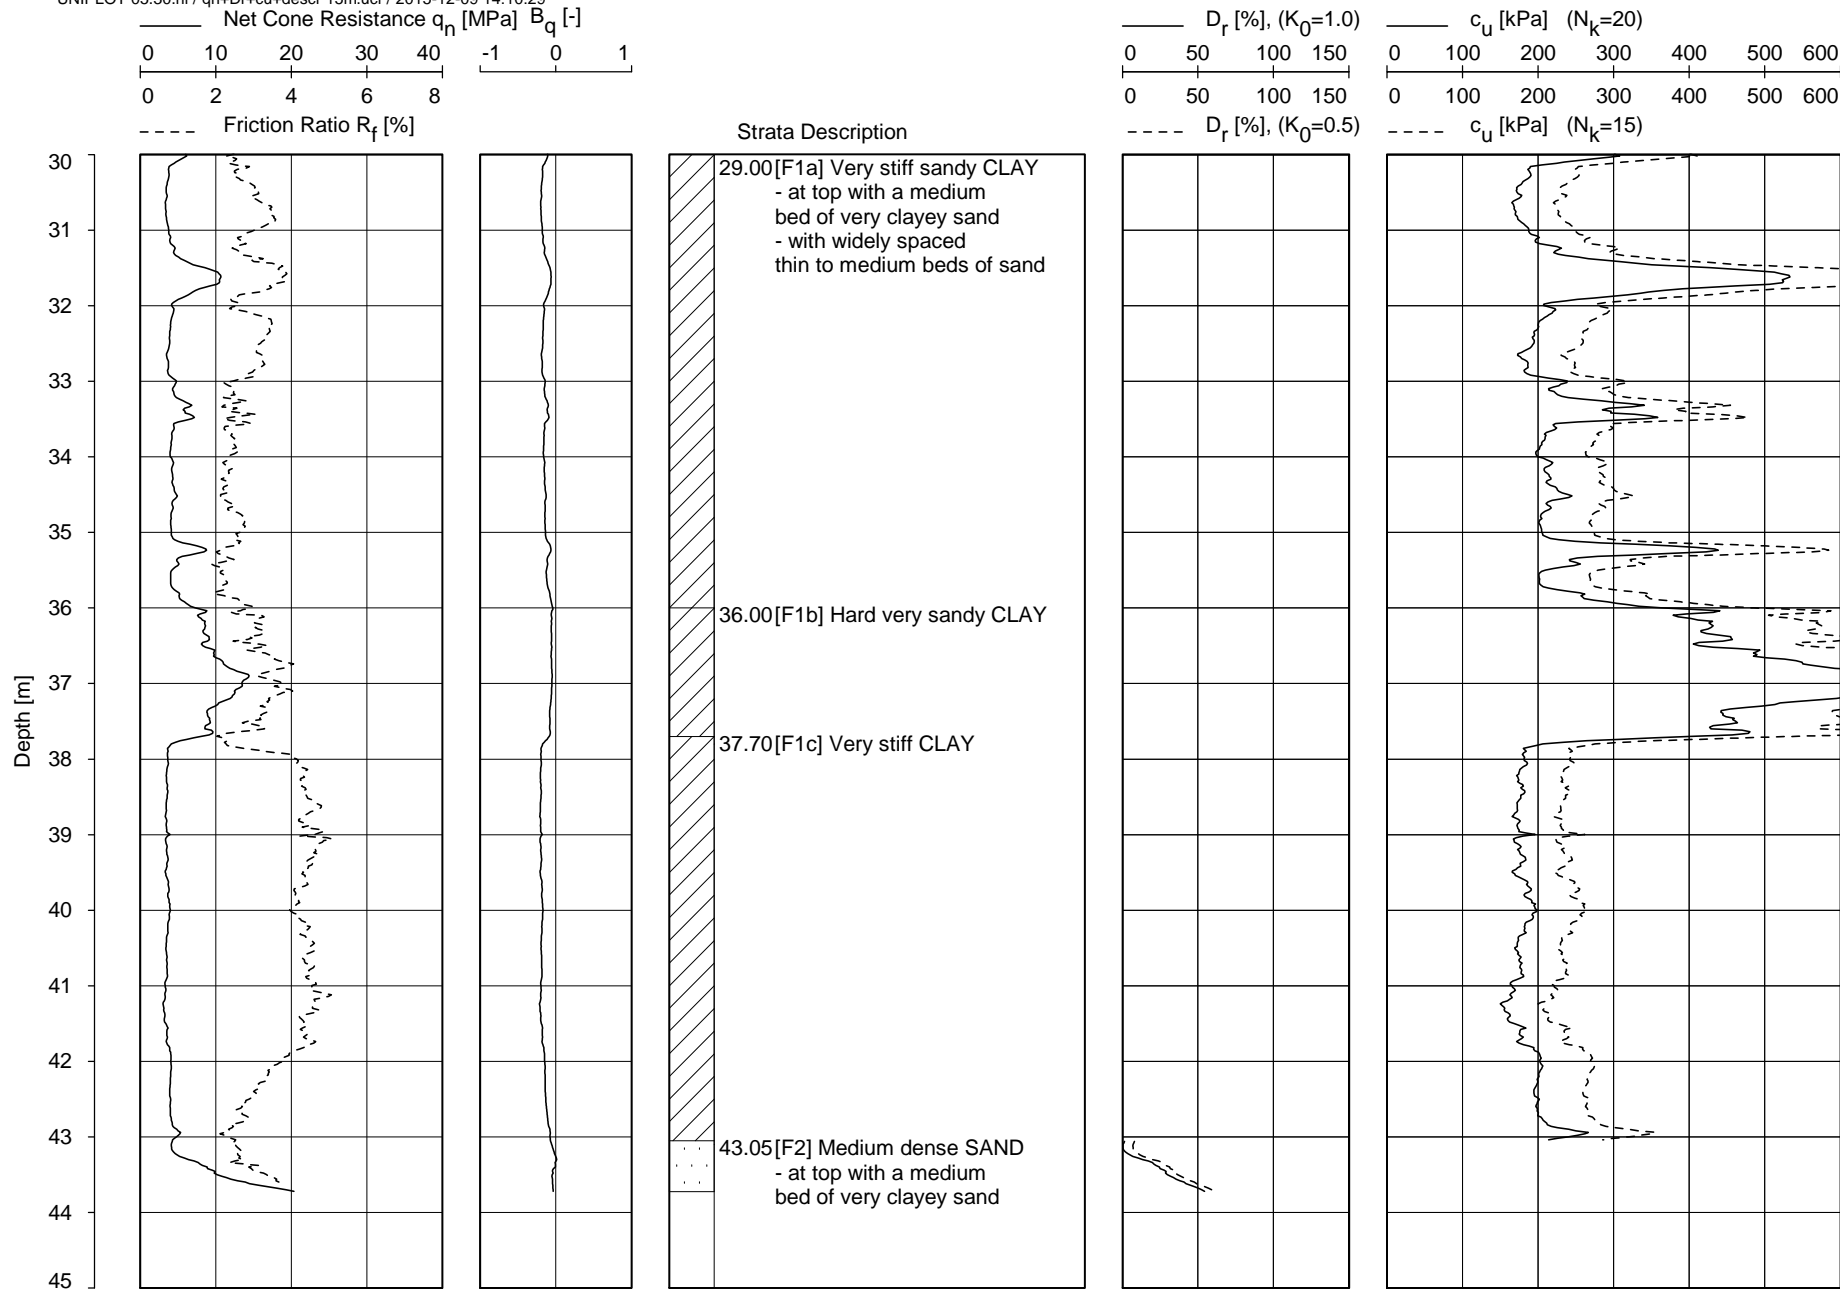 Net Cone Resistance qn [MPa] Bq [-] Dr [%], (K0=1.0) cu [kPa] (Nk=20)
0 10 20 30 40 -1 0 1 0 50 100 150 0 100 200 300 400 500 600
0 2 4 6 8 0 50 100 150 0 100 200 300 400 500 600
Friction Ratio Rf [%] Strata Description Dr [%], (K0=0.5) cu [kPa] (Nk=15)
30
31
32
33
34
35
36
37
38
39
40
41
42
43
44
45
Depth [m]
29.00 [F1a] Very stiff sandy CLAY
- at top with a medium
bed of very clayey sand
- with widely spaced
thin to medium beds of sand
36.00 [F1b] Hard very sandy CLAY
37.70 [F1c] Very stiff CLAY
43.05 [F2] Medium dense SAND
- at top with a medium
bed of very clayey sand